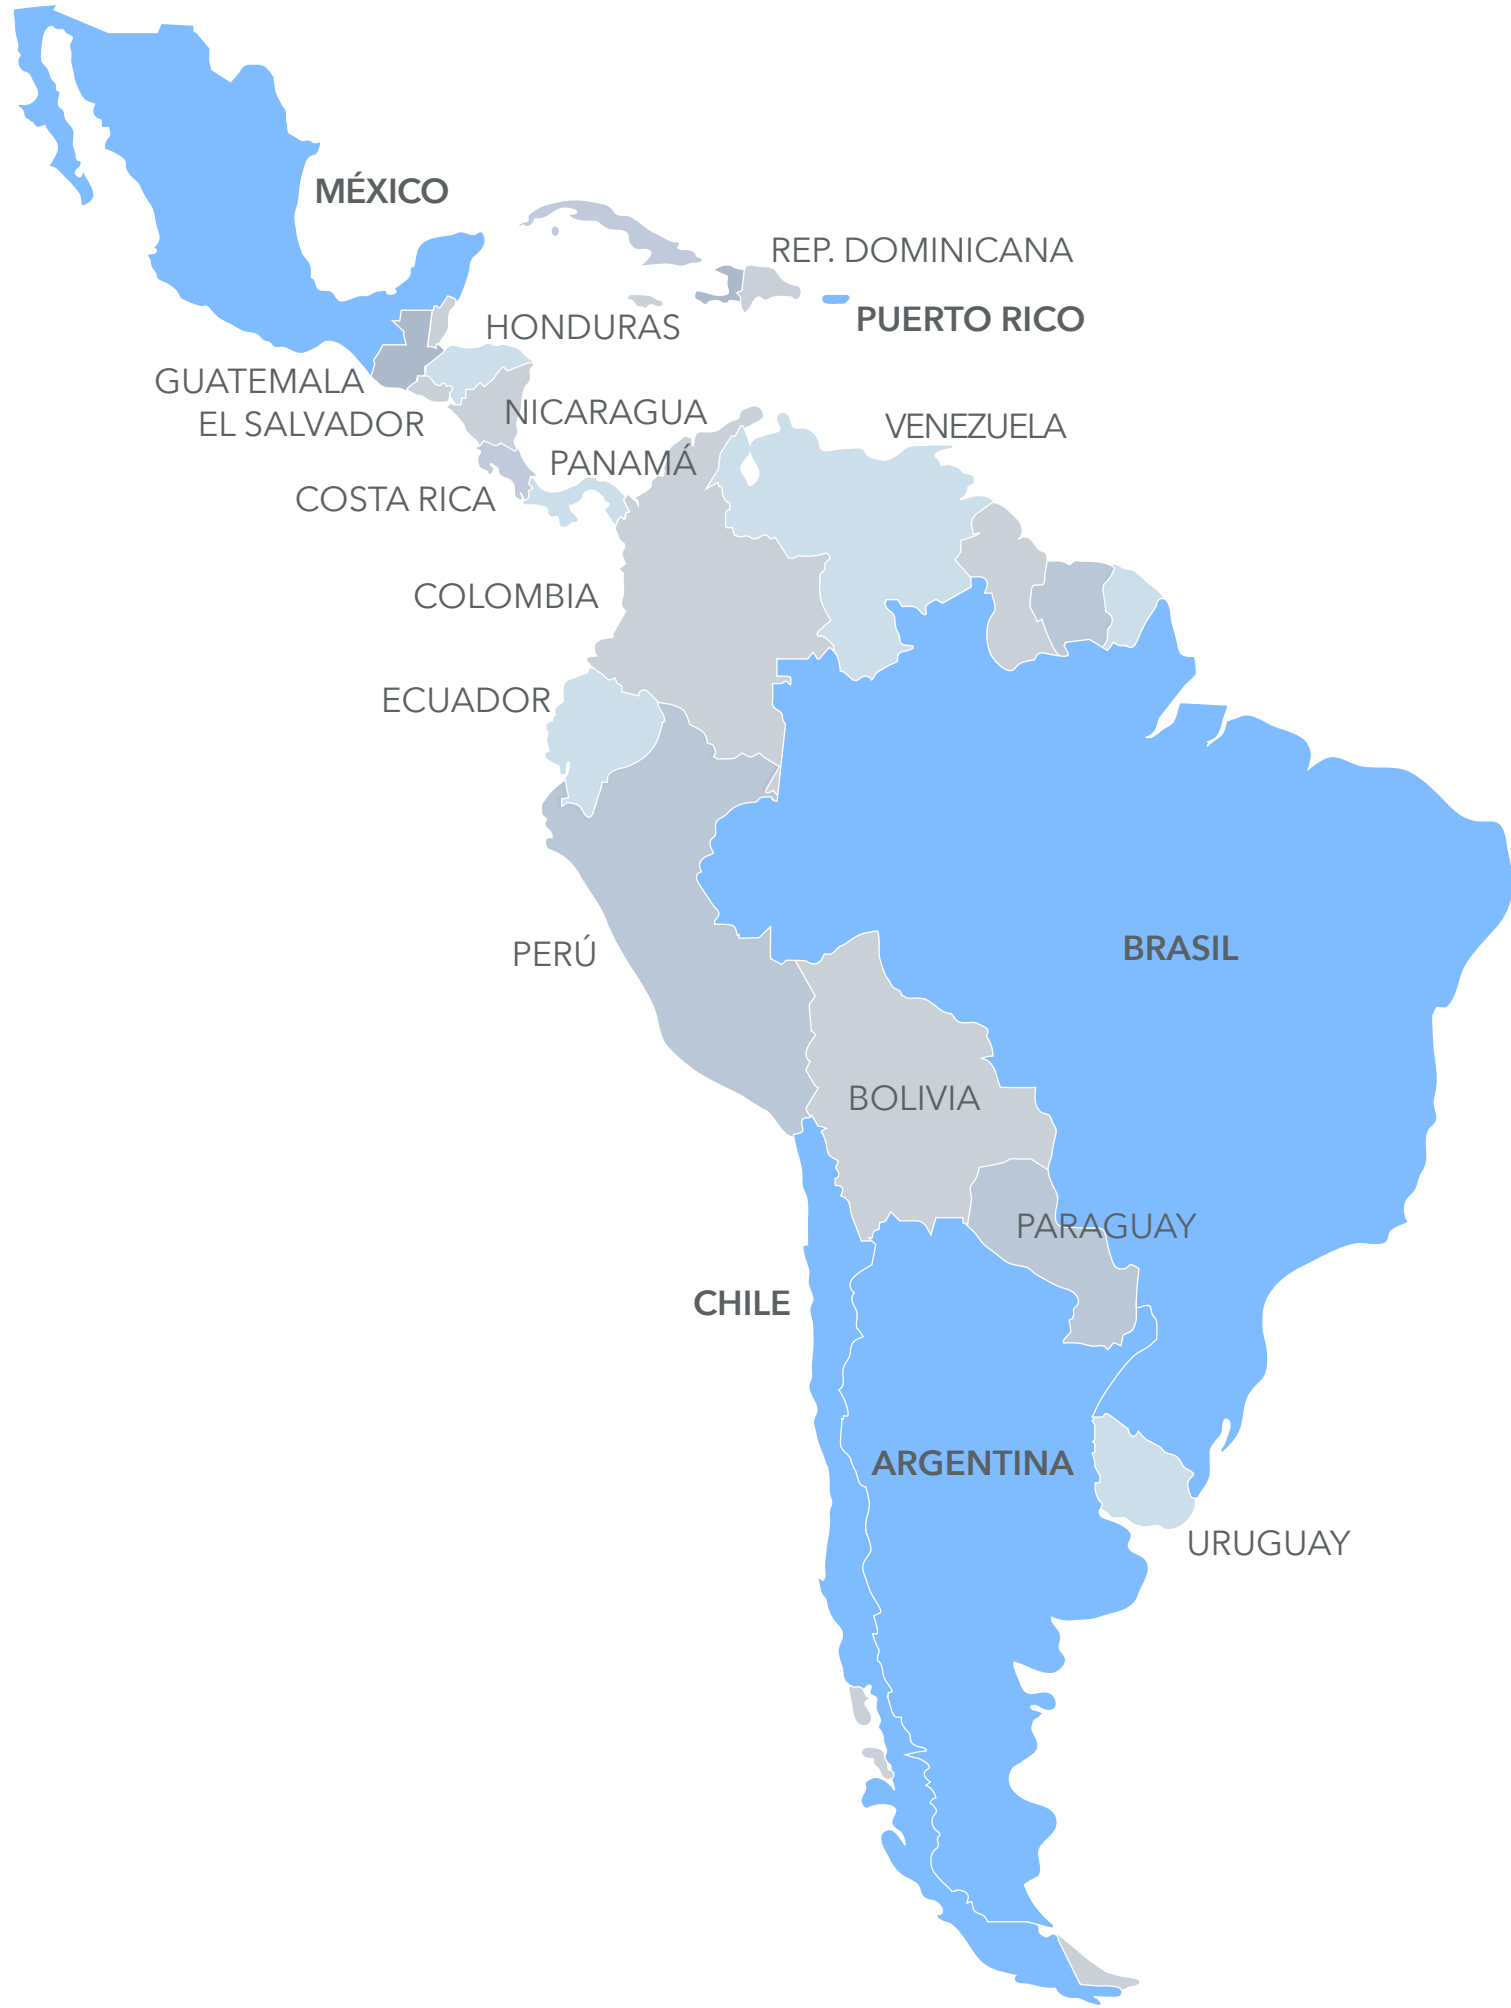 MÉXICO
REP. DOMINICANA
PUERTO RICO
HONDURAS
GUATEMALA
EL SALVADOR
NICARAGUA
VENEZUELA
PANAMÁ
COSTA RICA
COLOMBIA
ECUADOR
PERÚ
BRASIL
BOLIVIA
PARAGUAY
CHILE
ARGENTINA
URUGUAY